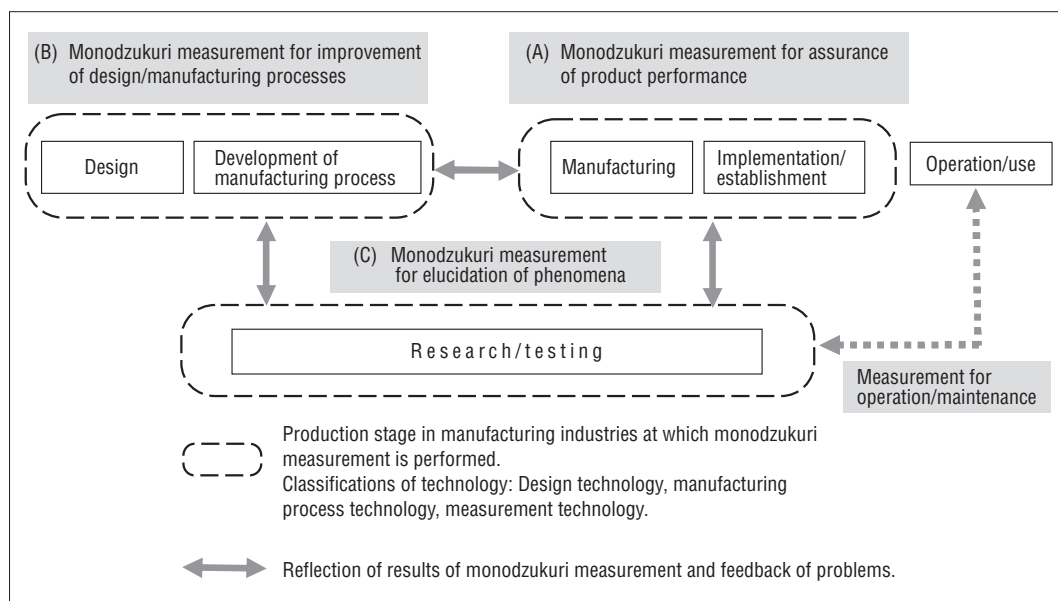 (B) Monodzukuri measurement for improvement
of design/manufacturing processes
(A) Monodzukuri measurement for assurance
of product performance
Design
Development of
manufacturing process
Manufacturing
Implementation/
establishment
Operation/use
(C) Monodzukuri measurement
for elucidation of phenomena
Research/testing
Measurement for
operation/maintenance
Production stage in manufacturing industries at which monodzukuri
measurement is performed.
Classifications of technology: Design technology, manufacturing
process technology, measurement technology.
Reflection of results of monodzukuri measurement and feedback of problems.